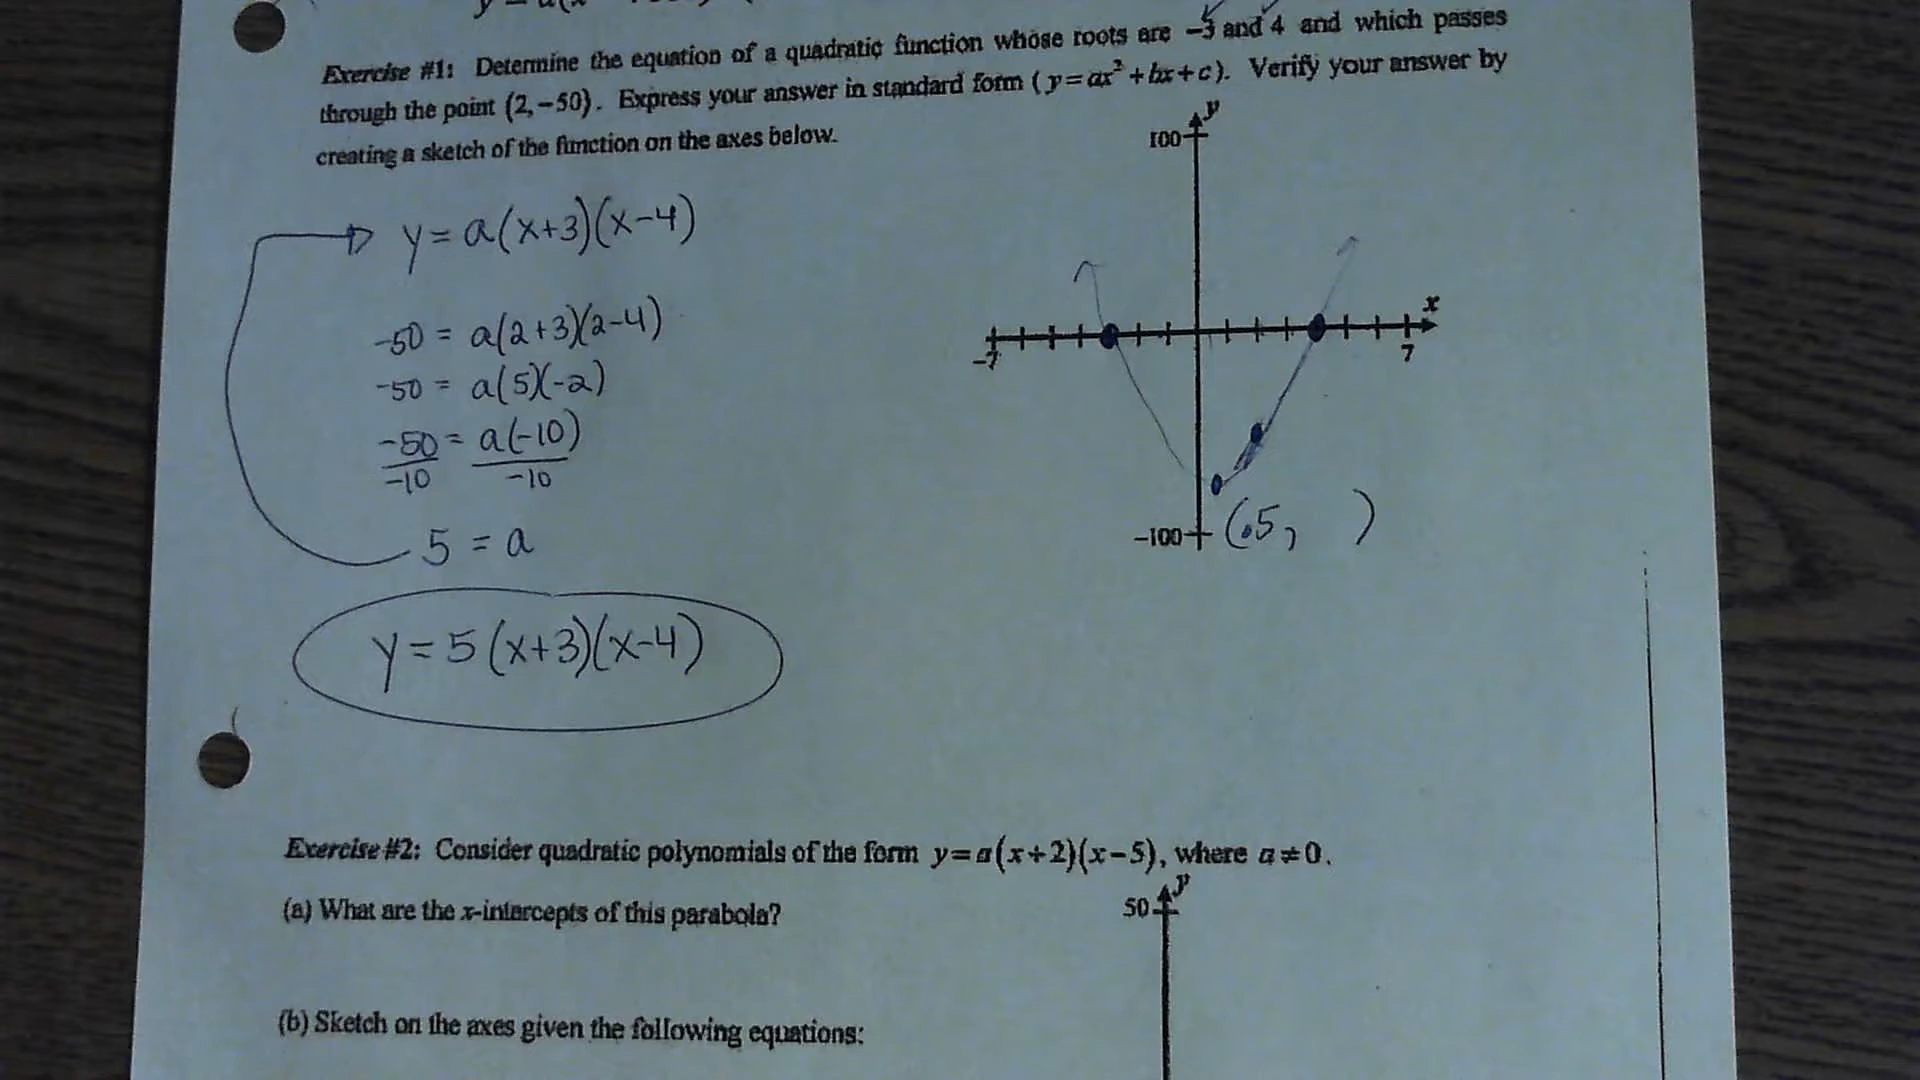 Exercise #1: Determine the equation of a quadratic function whose roots are -3 and 4 and which passes
through the point (2,-50). Express your answer in standard form (y=ax²+bx+c). Verify your answer by
creating a sketch of the function on the axes below.
y
100
y=a(x+3)(x-4)
-50 = a(2+3)(2-4)
x
-7
7
-50 = a(5)(-2)
-50 = a(-10)
-10 -10
5 = a
-100
(.5, )
y=5(x+3)(x-4)
Exercise #2: Consider quadratic polynomials of the form y=a(x+2)(x-5), where a≠0.
(a) What are the x-intercepts of this parabola?
y
50
(b) Sketch on the axes given the following equations: